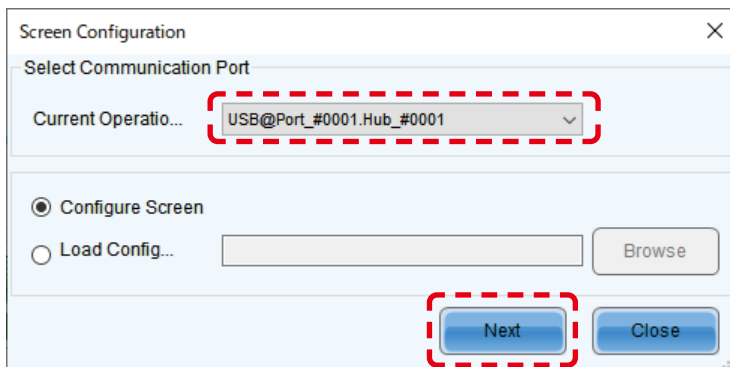 Screen Configuration
Select Communication Port
Current Operatio... USB@Port_#0001.Hub_#0001
Configure Screen
Load Config... Browse
Next Close